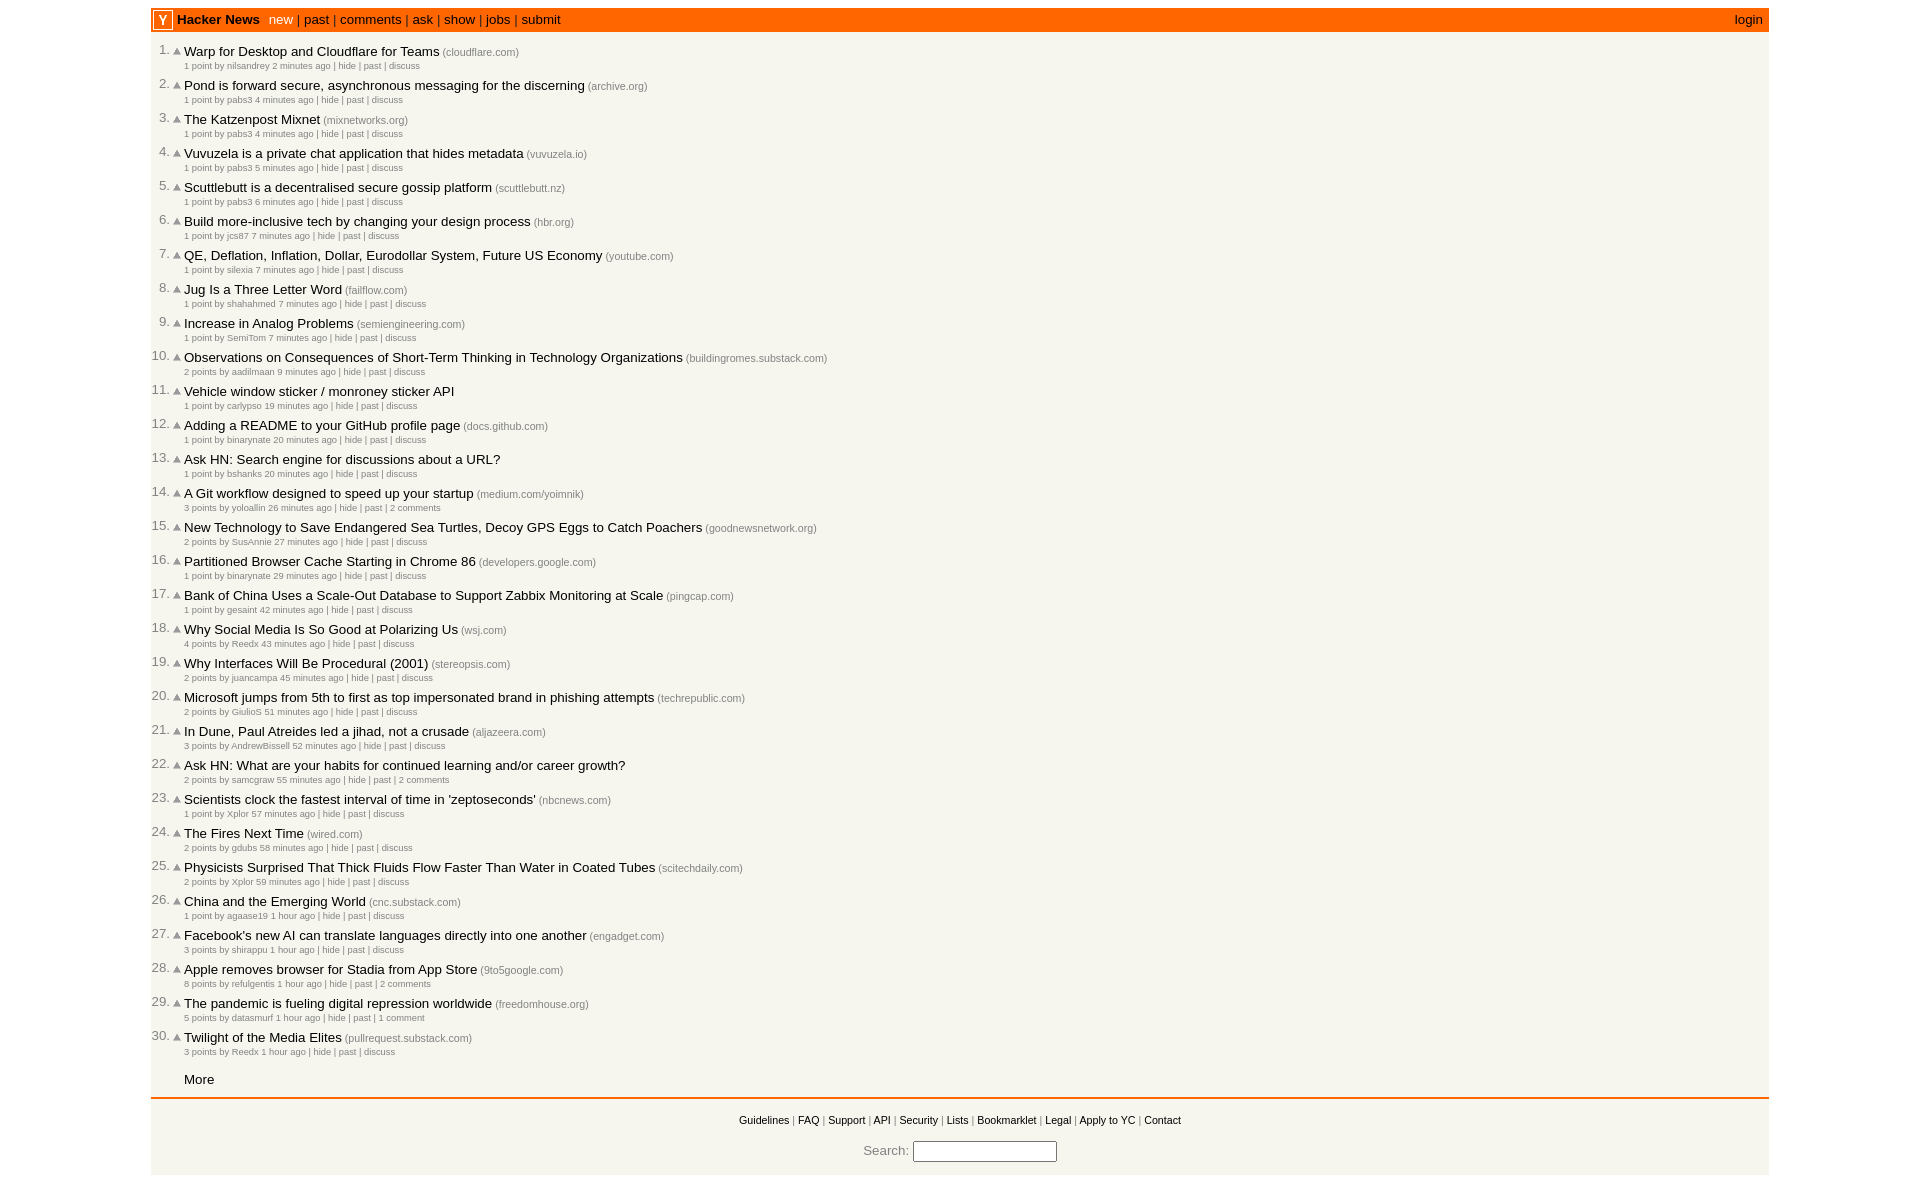 Y Hacker News new | past | comments | ask | show | jobs | submit login
1. Warp for Desktop and Cloudflare for Teams (cloudflare.com)
1 point by nilsandrey 2 minutes ago | hide | past | discuss
2. Pond is forward secure, asynchronous messaging for the discerning (archive.org)
1 point by pabs3 4 minutes ago | hide | past | discuss
3. The Katzenpost Mixnet (mixnetworks.org)
1 point by pabs3 4 minutes ago | hide | past | discuss
4. Vuvuzela is a private chat application that hides metadata (vuvuzela.io)
1 point by pabs3 5 minutes ago | hide | past | discuss
5. Scuttlebutt is a decentralised secure gossip platform (scuttlebutt.nz)
1 point by pabs3 6 minutes ago | hide | past | discuss
6. Build more-inclusive tech by changing your design process (hbr.org)
1 point by jcs87 7 minutes ago | hide | past | discuss
7. QE, Deflation, Inflation, Dollar, Eurodollar System, Future US Economy (youtube.com)
1 point by silexia 7 minutes ago | hide | past | discuss
8. Jug Is a Three Letter Word (failflow.com)
1 point by shahahmed 7 minutes ago | hide | past | discuss
9. Increase in Analog Problems (semiengineering.com)
1 point by SemiTom 7 minutes ago | hide | past | discuss
10. Observations on Consequences of Short-Term Thinking in Technology Organizations (buildingromes.substack.com)
2 points by aadilmaan 9 minutes ago | hide | past | discuss
11. Vehicle window sticker / monroney sticker API
1 point by carlypso 19 minutes ago | hide | past | discuss
12. Adding a README to your GitHub profile page (docs.github.com)
1 point by binarynate 20 minutes ago | hide | past | discuss
13. Ask HN: Search engine for discussions about a URL?
1 point by bshanks 20 minutes ago | hide | past | discuss
14. A Git workflow designed to speed up your startup (medium.com/yoimnik)
3 points by yoloallin 26 minutes ago | hide | past | 2 comments
15. New Technology to Save Endangered Sea Turtles, Decoy GPS Eggs to Catch Poachers (goodnewsnetwork.org)
2 points by SusAnnie 27 minutes ago | hide | past | discuss
16. Partitioned Browser Cache Starting in Chrome 86 (developers.google.com)
1 point by binarynate 29 minutes ago | hide | past | discuss
17. Bank of China Uses a Scale-Out Database to Support Zabbix Monitoring at Scale (pingcap.com)
1 point by gesaint 42 minutes ago | hide | past | discuss
18. Why Social Media Is So Good at Polarizing Us (wsj.com)
4 points by Reedx 43 minutes ago | hide | past | discuss
19. Why Interfaces Will Be Procedural (2001) (stereopsis.com)
2 points by juancampa 45 minutes ago | hide | past | discuss
20. Microsoft jumps from 5th to first as top impersonated brand in phishing attempts (techrepublic.com)
2 points by GiulioS 51 minutes ago | hide | past | discuss
21. In Dune, Paul Atreides led a jihad, not a crusade (aljazeera.com)
3 points by AndrewBissell 52 minutes ago | hide | past | discuss
22. Ask HN: What are your habits for continued learning and/or career growth?
2 points by samcgraw 55 minutes ago | hide | past | 2 comments
23. Scientists clock the fastest interval of time in 'zeptoseconds' (nbcnews.com)
1 point by Xplor 57 minutes ago | hide | past | discuss
24. The Fires Next Time (wired.com)
2 points by gdubs 58 minutes ago | hide | past | discuss
25. Physicists Surprised That Thick Fluids Flow Faster Than Water in Coated Tubes (scitechdaily.com)
2 points by Xplor 59 minutes ago | hide | past | discuss
26. China and the Emerging World (cnc.substack.com)
1 point by agaase19 1 hour ago | hide | past | discuss
27. Facebook's new AI can translate languages directly into one another (engadget.com)
3 points by shirappu 1 hour ago | hide | past | discuss
28. Apple removes browser for Stadia from App Store (9to5google.com)
8 points by refulgentis 1 hour ago | hide | past | 2 comments
29. The pandemic is fueling digital repression worldwide (freedomhouse.org)
5 points by datasmurf 1 hour ago | hide | past | 1 comment
30. Twilight of the Media Elites (pullrequest.substack.com)
3 points by Reedx 1 hour ago | hide | past | discuss
More
Guidelines | FAQ | Support | API | Security | Lists | Bookmarklet | Legal | Apply to YC | Contact
Search: